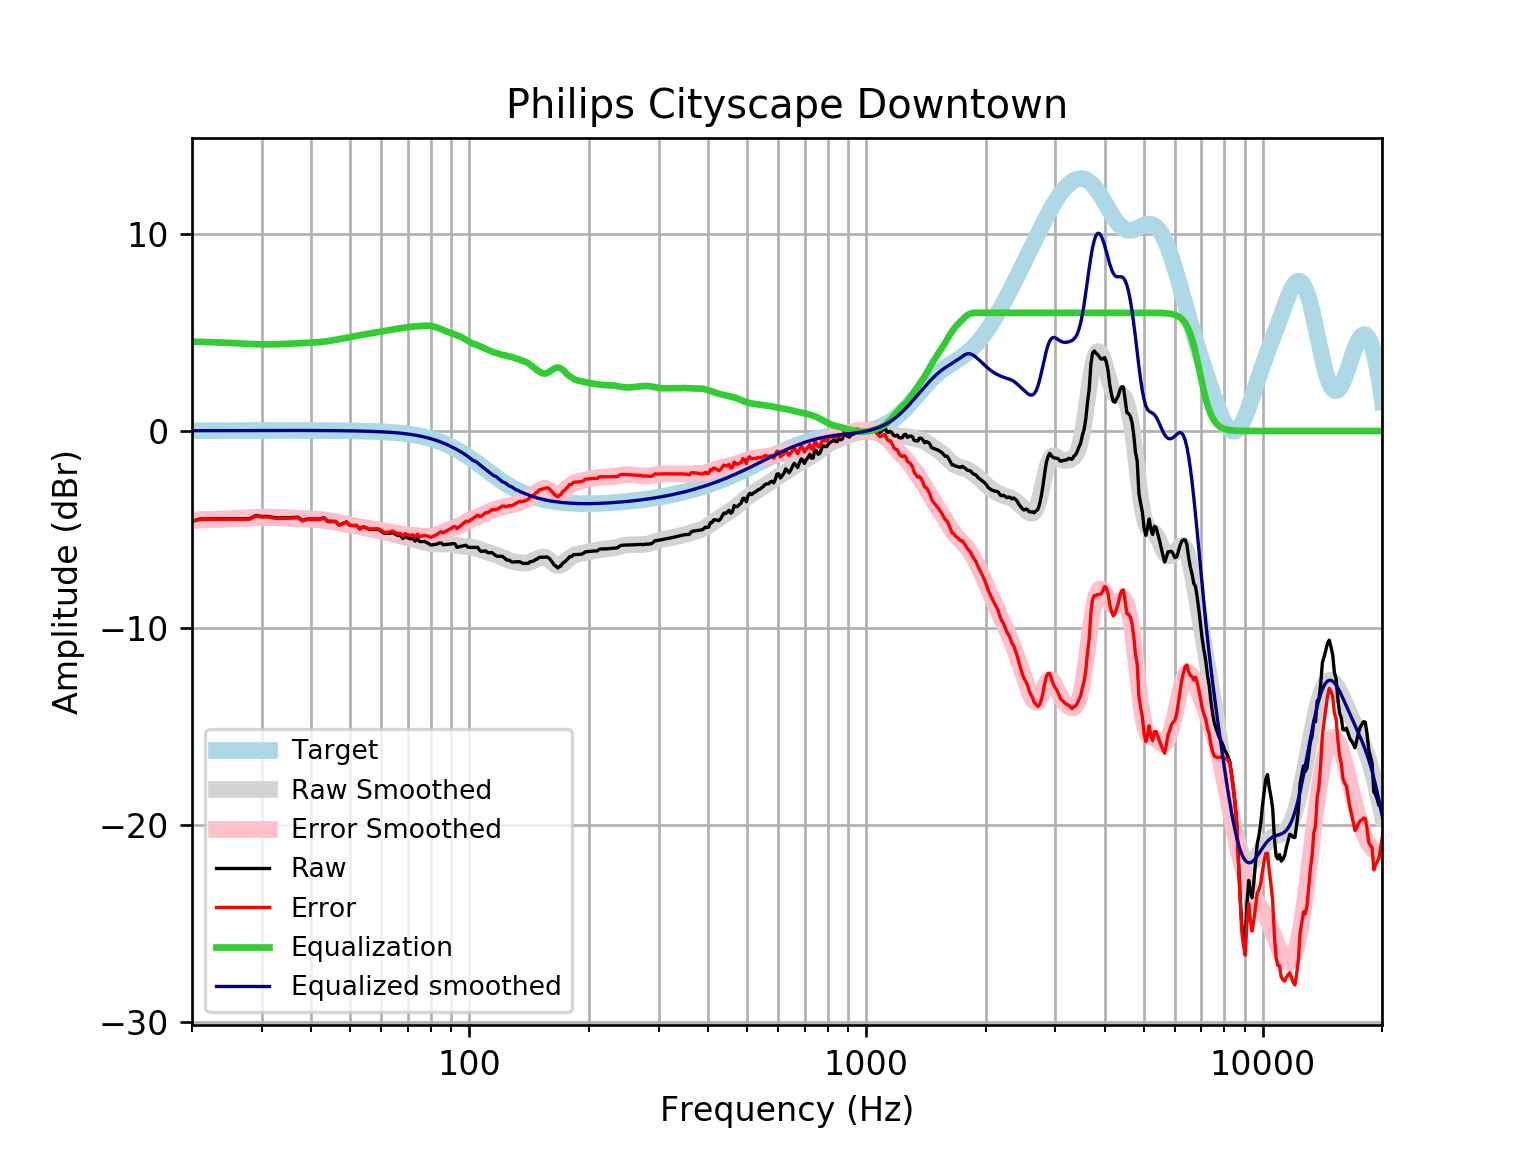 Philips Cityscape Downtown
Amplitude (dBr)
10
0
−10
−20
−30
Target
Raw Smoothed
Error Smoothed
Raw
Error
Equalization
Equalized smoothed
100 1000 10000
Frequency (Hz)